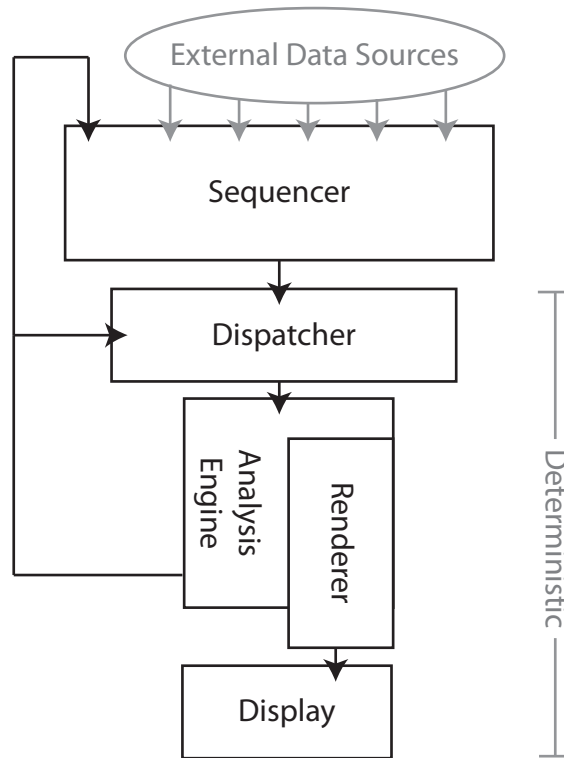 External Data Sources
Sequencer
Dispatcher
Analysis
Engine
Renderer
Display
Deterministic